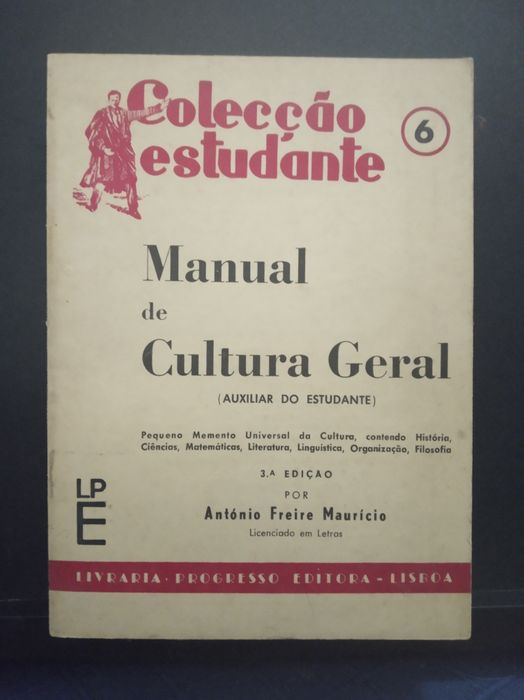 Colecção
estudante
6
Manual
de
Cultura Geral
(AUXILIAR DO ESTUDANTE)
Pequeno Memento Universal da Cultura, contendo História,
Ciências, Matemáticas, Literatura, Linguística, Organização, Filosofia
3.ª EDIÇÃO
POR
António Freire Maurício
Licenciado em Letras
LP
E
LIVRARIA · PROGRESSO EDITORA - LISBOA